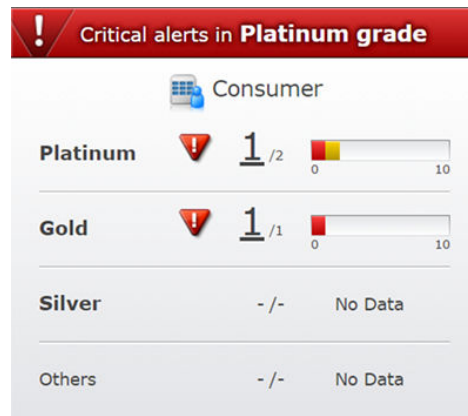 ! Critical alerts in Platinum grade
Consumer
Platinum ! 1 /2 0 10
Gold ! 1 /1 0 10
Silver - /- No Data
Others - /- No Data